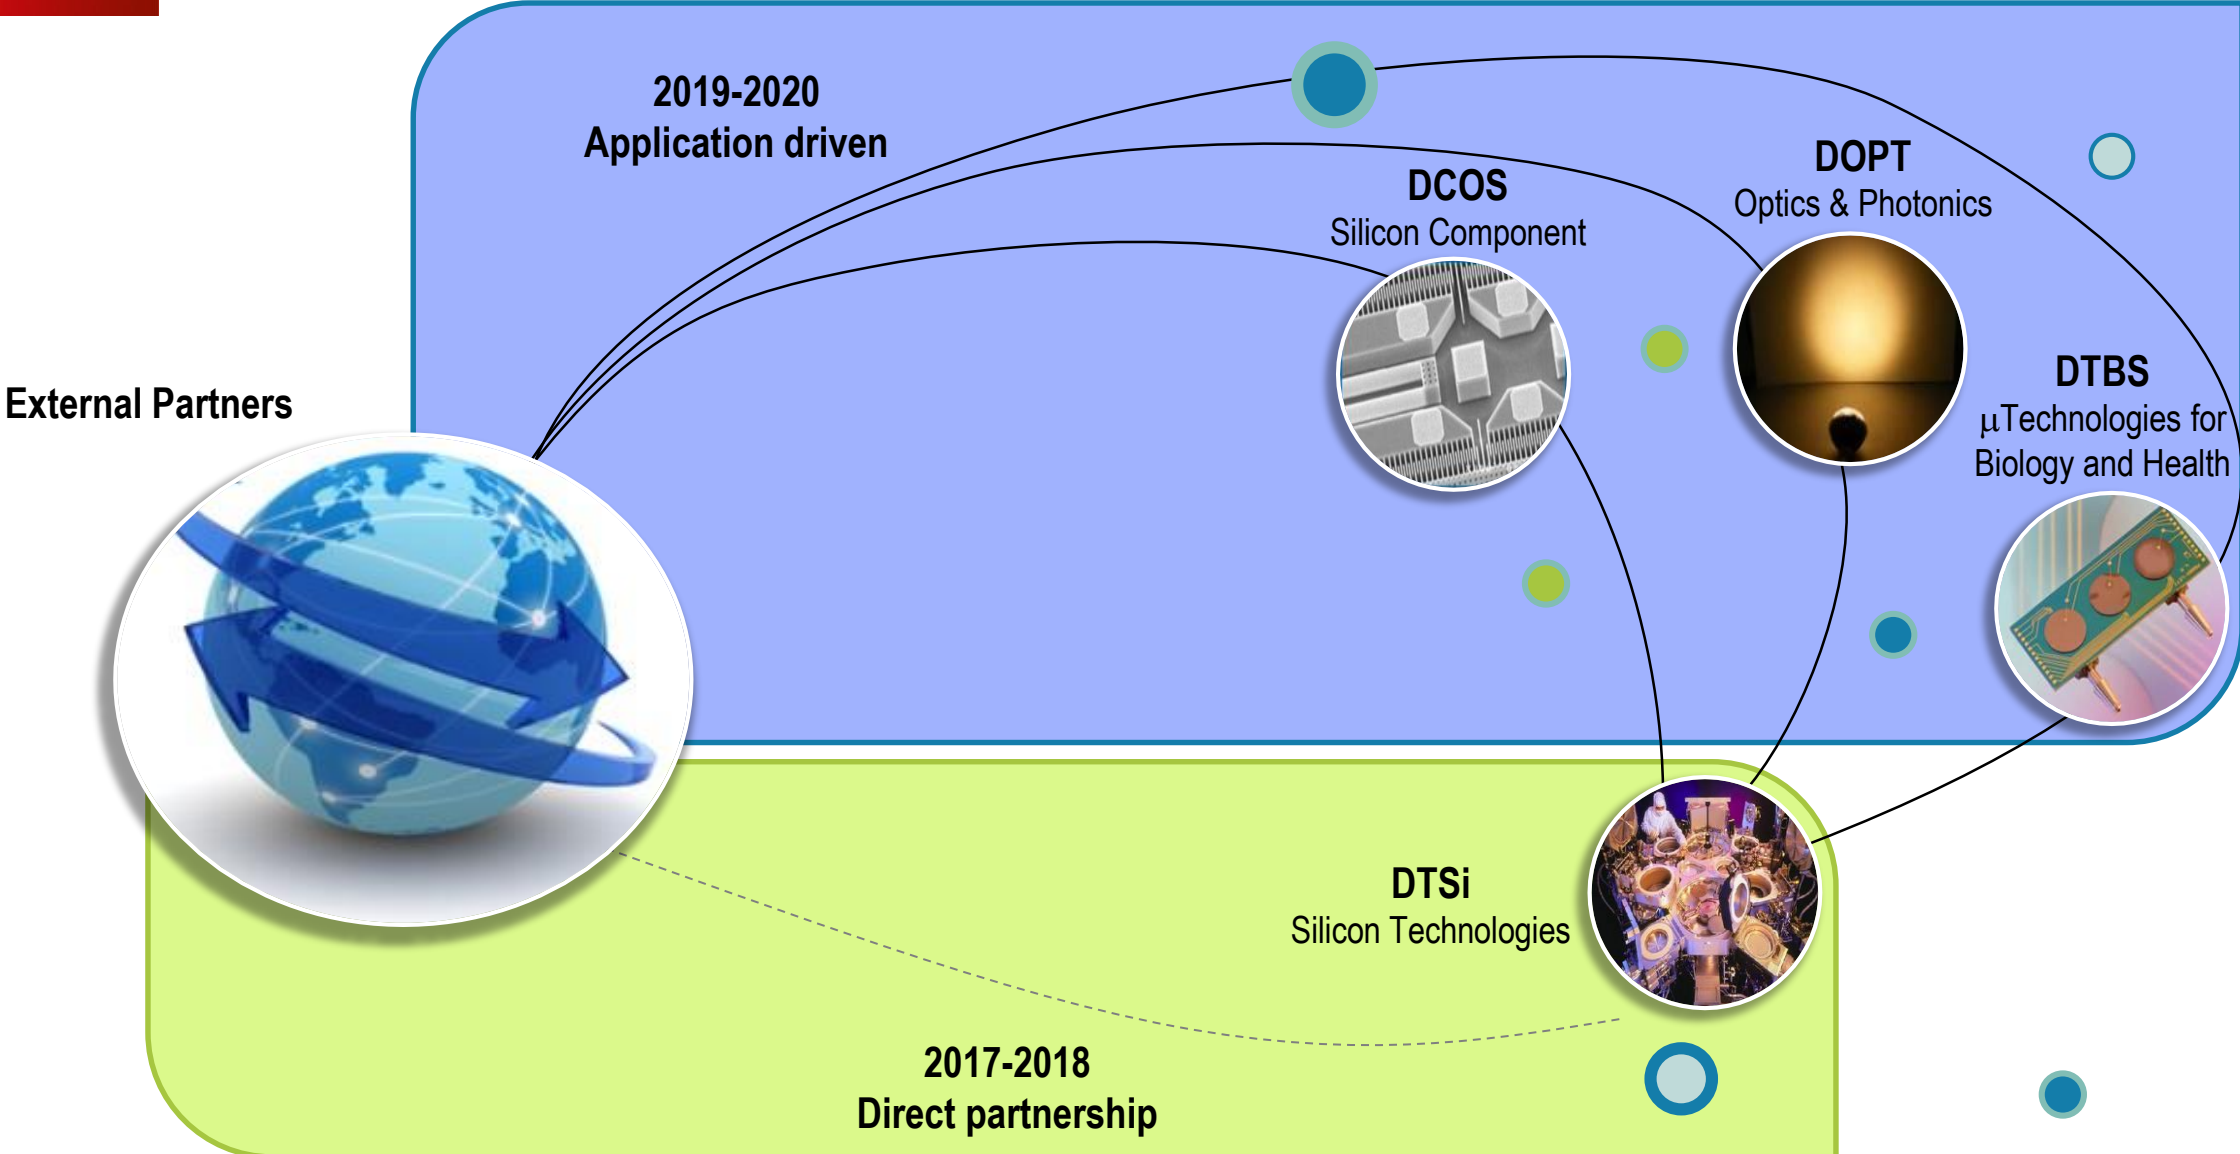 2019-2020
Application driven
DCOS
Silicon Component
DOPT
Optics & Photonics
DTBS
μTechnologies for
Biology and Health
External Partners
DTSi
Silicon Technologies
2017-2018
Direct partnership